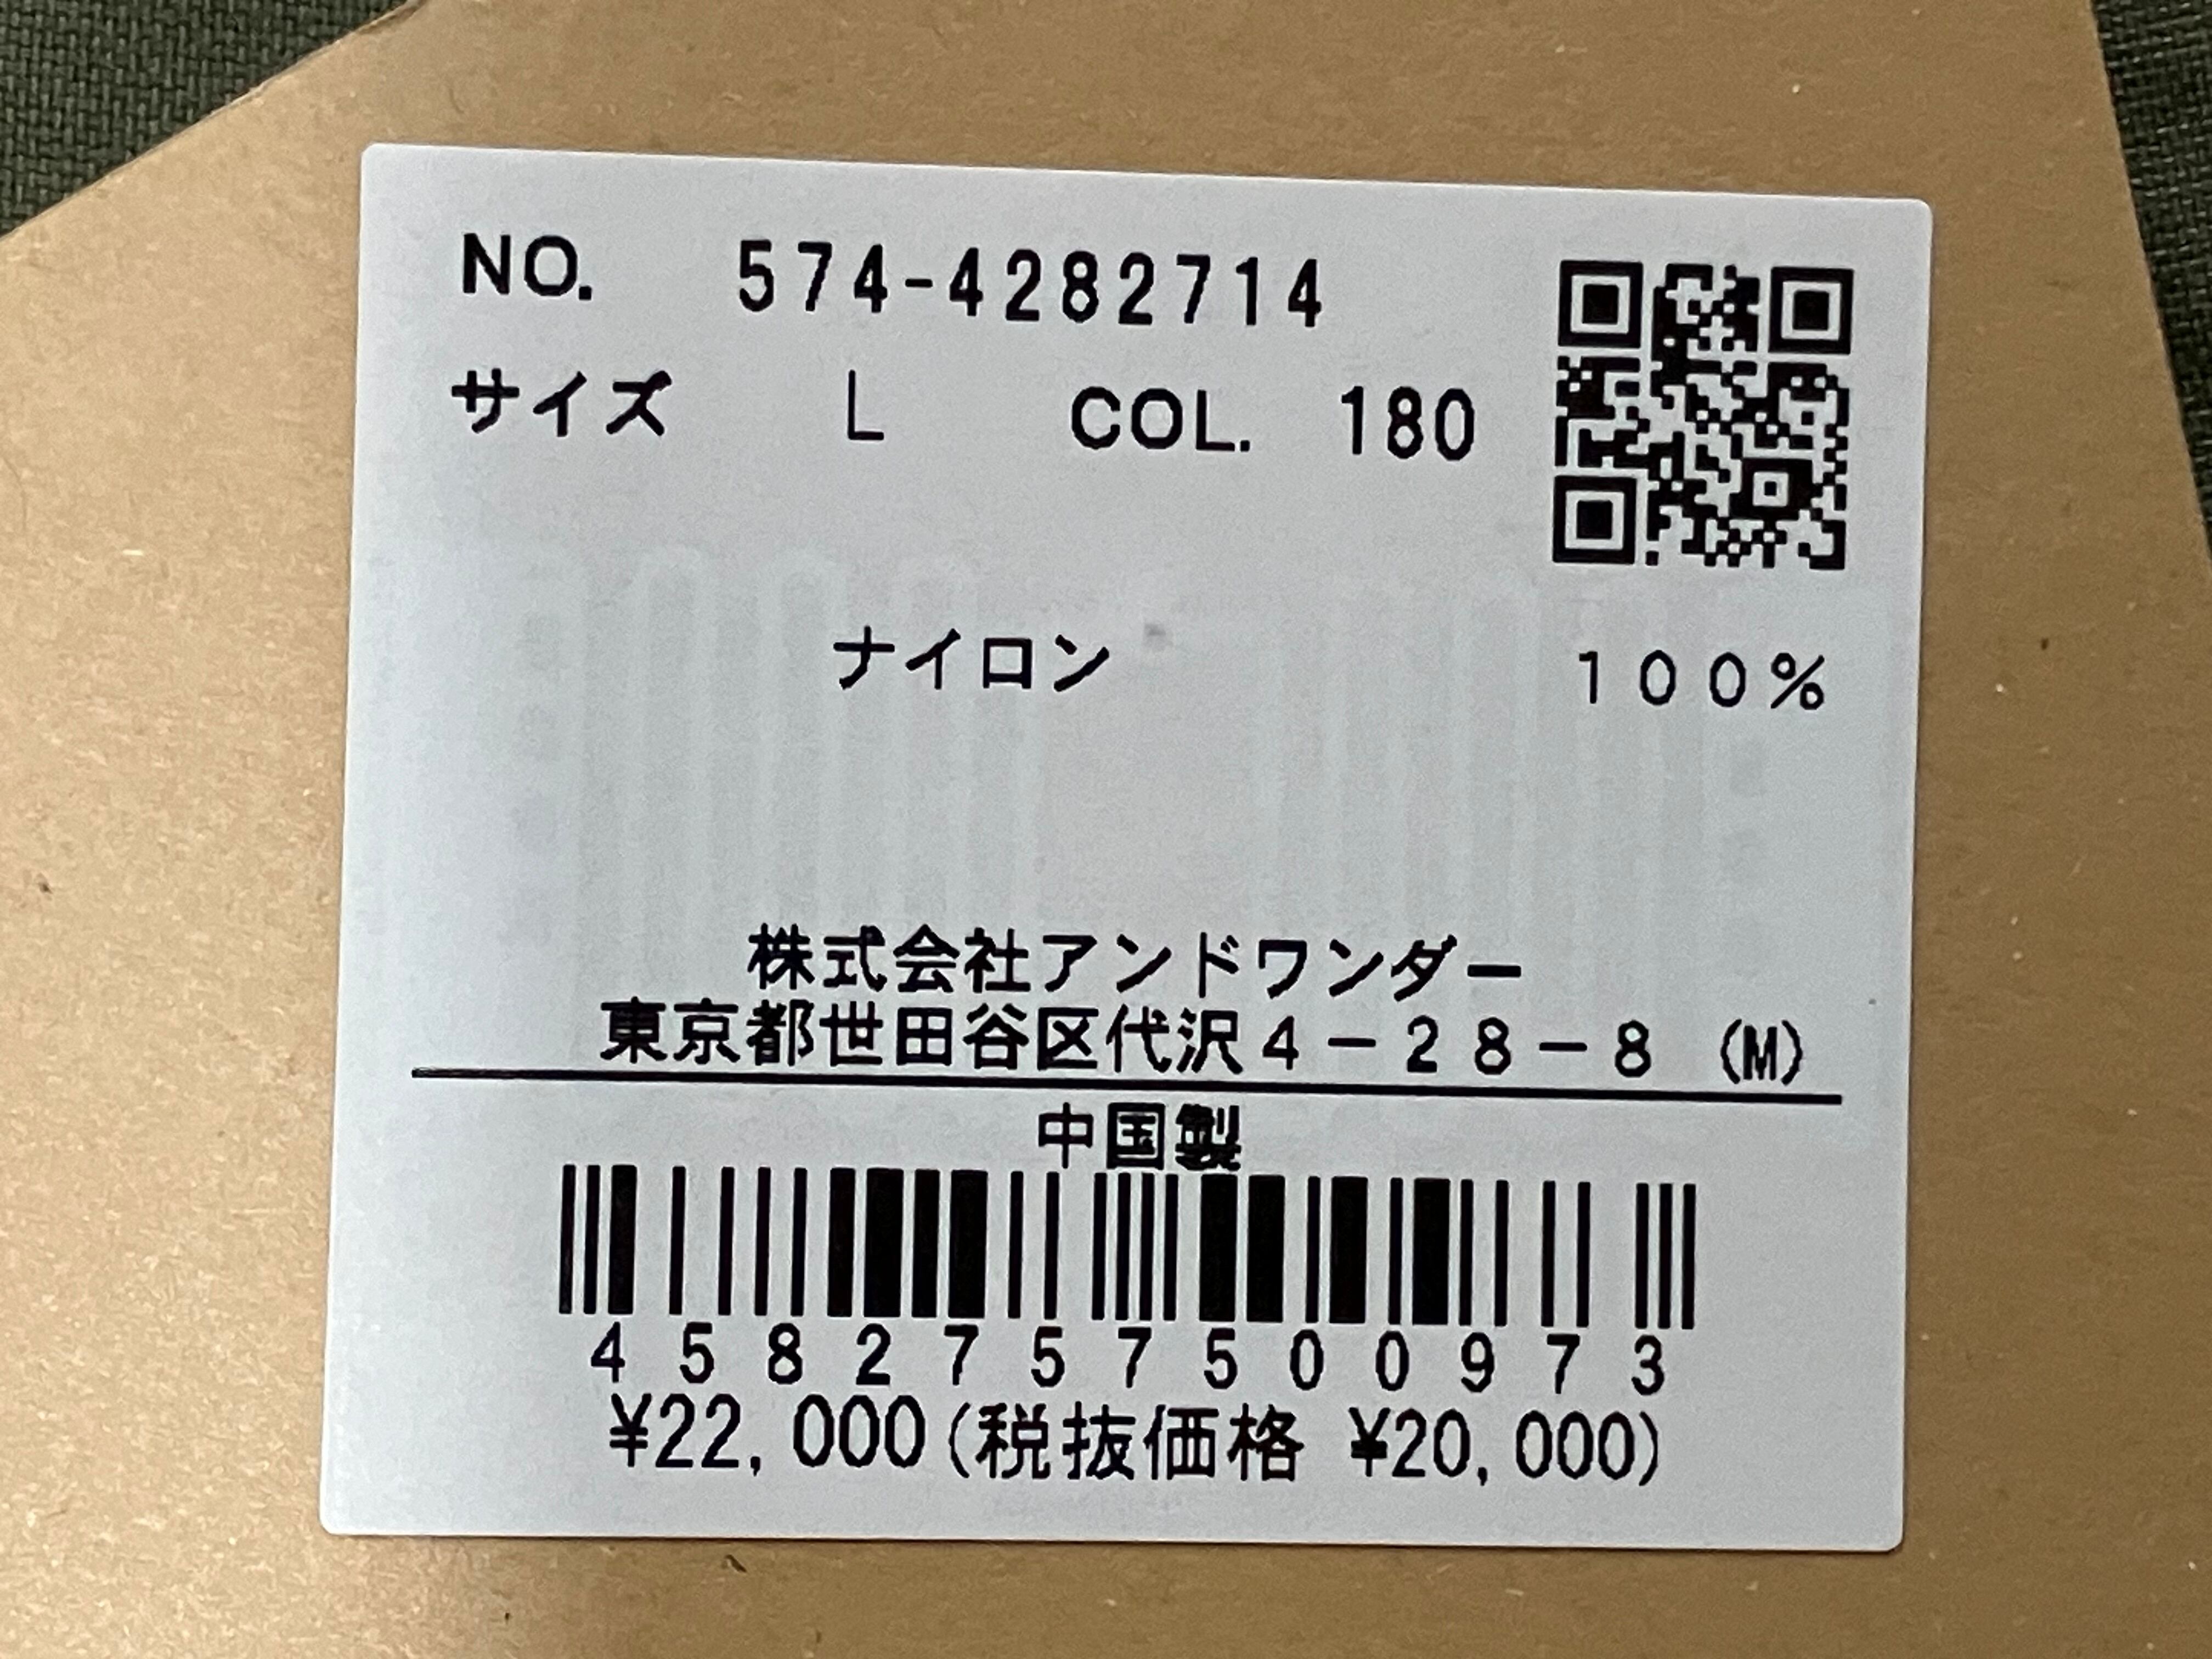 NO. 574-4282714
サイズ L COL. 180
ナイロン 100%
株式会社アンドワンダー
東京都世田谷区代沢4-28-8 (M)
中国製
4582757500973
¥22,000(税抜価格 ¥20,000)